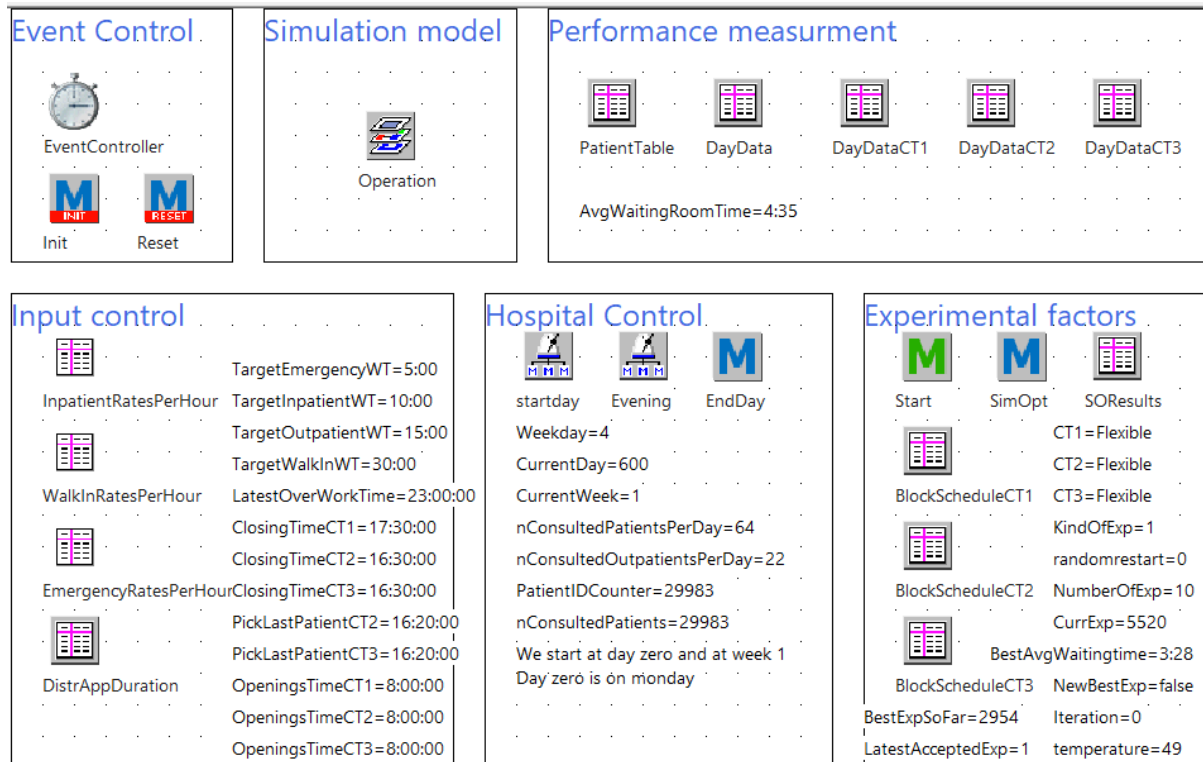 Event Control
EventController
M
INIT
M
RESET
Init
Reset
Simulation model
Operation
Performance measurment
PatientTable
DayData
DayDataCT1
DayDataCT2
DayDataCT3
AvgWaitingRoomTime=4:35
Input control
InpatientRatesPerHour
WalkInRatesPerHour
EmergencyRatesPerHour
DistrAppDuration
TargetEmergencyWT=5:00
TargetInpatientWT=10:00
TargetOutpatientWT=15:00
TargetWalkInWT=30:00
LatestOverWorkTime=23:00:00
ClosingTimeCT1=17:30:00
ClosingTimeCT2=16:30:00
ClosingTimeCT3=16:30:00
PickLastPatientCT2=16:20:00
PickLastPatientCT3=16:20:00
OpeningsTimeCT1=8:00:00
OpeningsTimeCT2=8:00:00
OpeningsTimeCT3=8:00:00
Hospital Control
M M M
M M M
M
startday
Evening
EndDay
Weekday=4
CurrentDay=600
CurrentWeek=1
nConsultedPatientsPerDay=64
nConsultedOutpatientsPerDay=22
PatientIDCounter=29983
nConsultedPatients=29983
We start at day zero and at week 1
Day zero is on monday
Experimental factors
M
M
Start
SimOpt
SOResults
BlockScheduleCT1
BlockScheduleCT2
BlockScheduleCT3
CT1=Flexible
CT2=Flexible
CT3=Flexible
KindOfExp=1
randomrestart=0
NumberOfExp=10
CurrExp=5520
BestAvgWaitingtime=3:28
NewBestExp=false
BestExpSoFar=2954
Iteration=0
LatestAcceptedExp=1
temperature=49